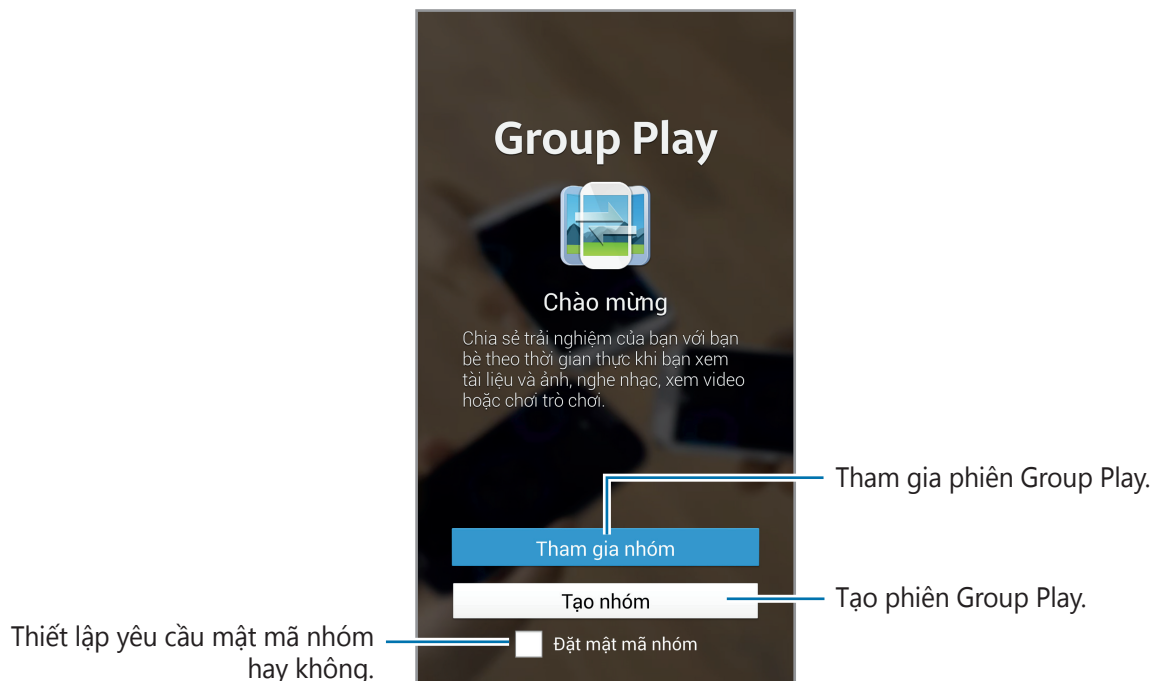 Group Play
Chào mừng
Chia sẻ trải nghiệm của bạn với bạn
bè theo thời gian thực khi bạn xem
tài liệu và ảnh, nghe nhạc, xem video
hoặc chơi trò chơi.
Tham gia phiên Group Play.
Tham gia nhóm
Tạo nhóm
Tạo phiên Group Play.
Thiết lập yêu cầu mật mã nhóm
hay không.
Đặt mật mã nhóm